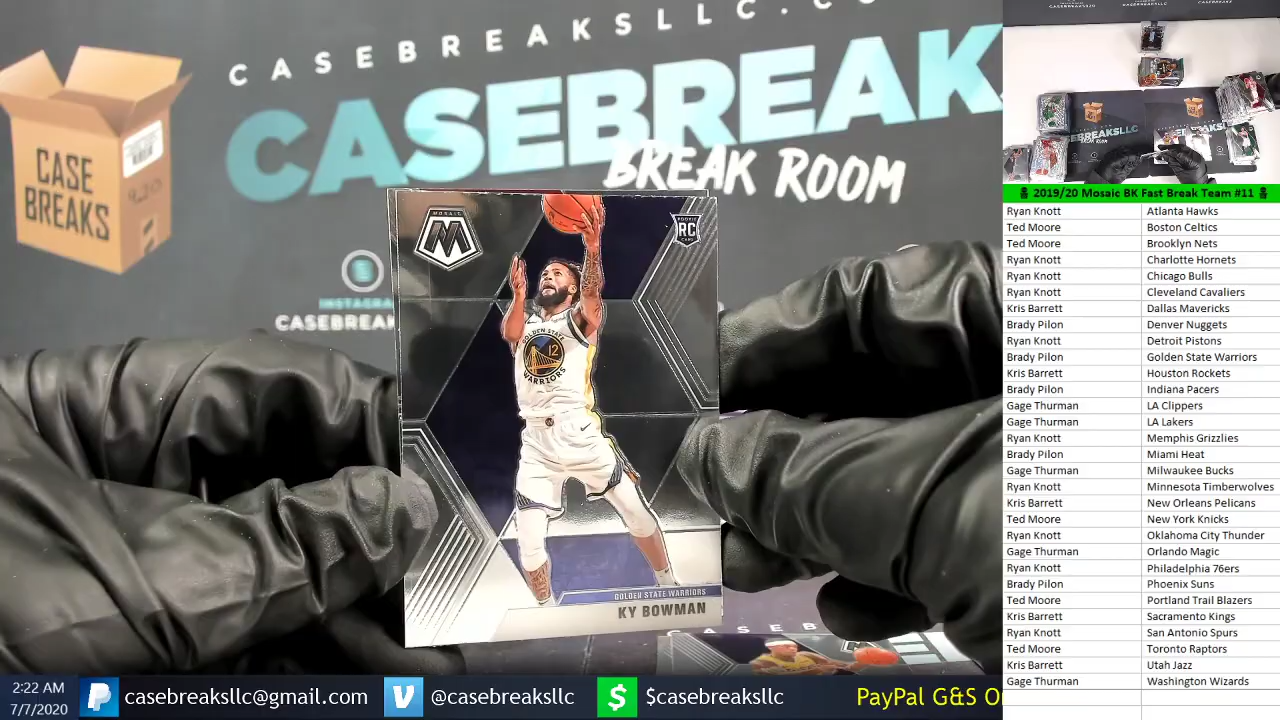 CASEBREAKSLLC.CO
CASEBREAK
BREAK ROOM
CASE
BREAKS
INSTAGRA
CASEBREAK
MOSAIC
M
ROOKIE
RC
CARD
GOLDEN STATE
12
WARRIORS
GOLDEN STATE WARRIORS
KY BOWMAN
CASEB
2:22 AM
7/7/2020
casebreaksllc@gmail.com
@casebreaksllc
$casebreaksllc
PayPal G&S O
CASEBREAKSLLC
BREAK ROOM
2019/20 Mosaic BK Fast Break Team #11
Ryan Knott Atlanta Hawks
Ted Moore Boston Celtics
Ted Moore Brooklyn Nets
Ryan Knott Charlotte Hornets
Ryan Knott Chicago Bulls
Ryan Knott Cleveland Cavaliers
Kris Barrett Dallas Mavericks
Brady Pilon Denver Nuggets
Ryan Knott Detroit Pistons
Brady Pilon Golden State Warriors
Kris Barrett Houston Rockets
Brady Pilon Indiana Pacers
Gage Thurman LA Clippers
Gage Thurman LA Lakers
Ryan Knott Memphis Grizzlies
Brady Pilon Miami Heat
Gage Thurman Milwaukee Bucks
Ryan Knott Minnesota Timberwolves
Kris Barrett New Orleans Pelicans
Ted Moore New York Knicks
Ryan Knott Oklahoma City Thunder
Gage Thurman Orlando Magic
Ryan Knott Philadelphia 76ers
Brady Pilon Phoenix Suns
Ted Moore Portland Trail Blazers
Kris Barrett Sacramento Kings
Ryan Knott San Antonio Spurs
Ted Moore Toronto Raptors
Kris Barrett Utah Jazz
Gage Thurman Washington Wizards